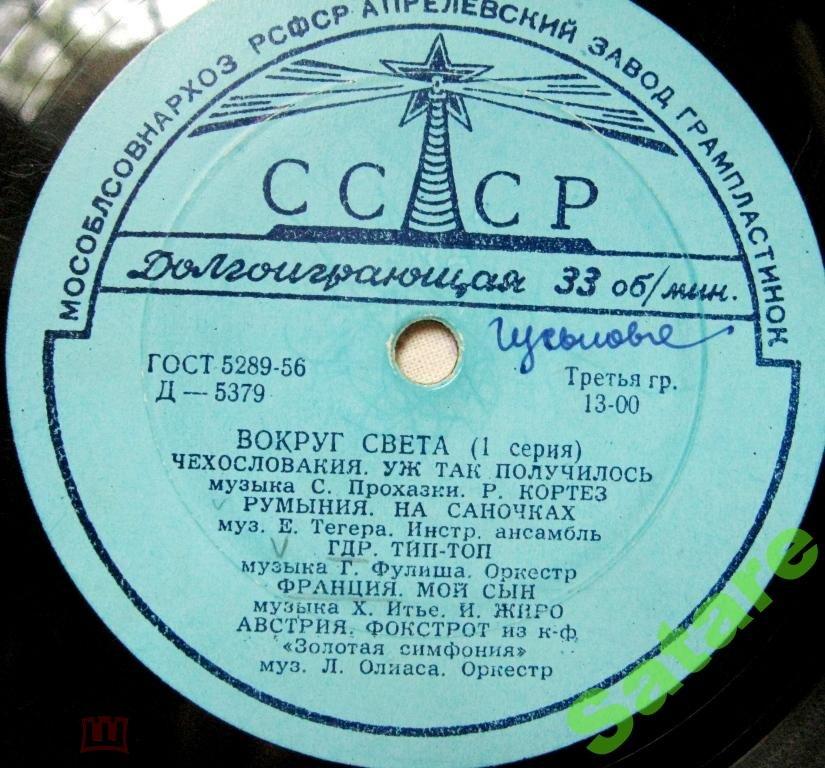 МОСОБЛСОВНАРХОЗ РСФСР АПРЕЛЕВСКИЙ ЗАВОД ГРАМПЛАСТИНОК
СССР
Долгоиграющая 33 об/мин.
ГОСТ 5289-56
Д — 5379
Третья гр.
13-00
ВОКРУГ СВЕТА (1 серия)
ЧЕХОСЛОВАКИЯ. УЖ ТАК ПОЛУЧИЛОСЬ
музыка С. Прохазки. Р. КОРТЕЗ
РУМЫНИЯ. НА САНОЧКАХ
муз. Е. Тегера. Инстр. ансамбль
ГДР. ТИП-ТОП
музыка Г. Фулиша. Оркестр
ФРАНЦИЯ. МОЙ СЫН
музыка Х. Итье. И. ЖИРО
АВСТРИЯ. ФОКСТРОТ из к-ф
«Золотая симфония»
муз. Л. Олиаса. Оркестр
Satare